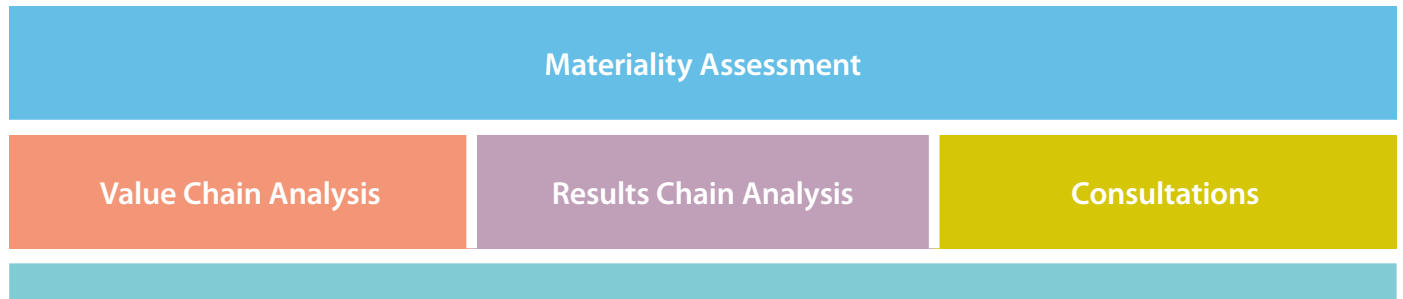 Materiality Assessment
Value Chain Analysis
Results Chain Analysis
Consultations